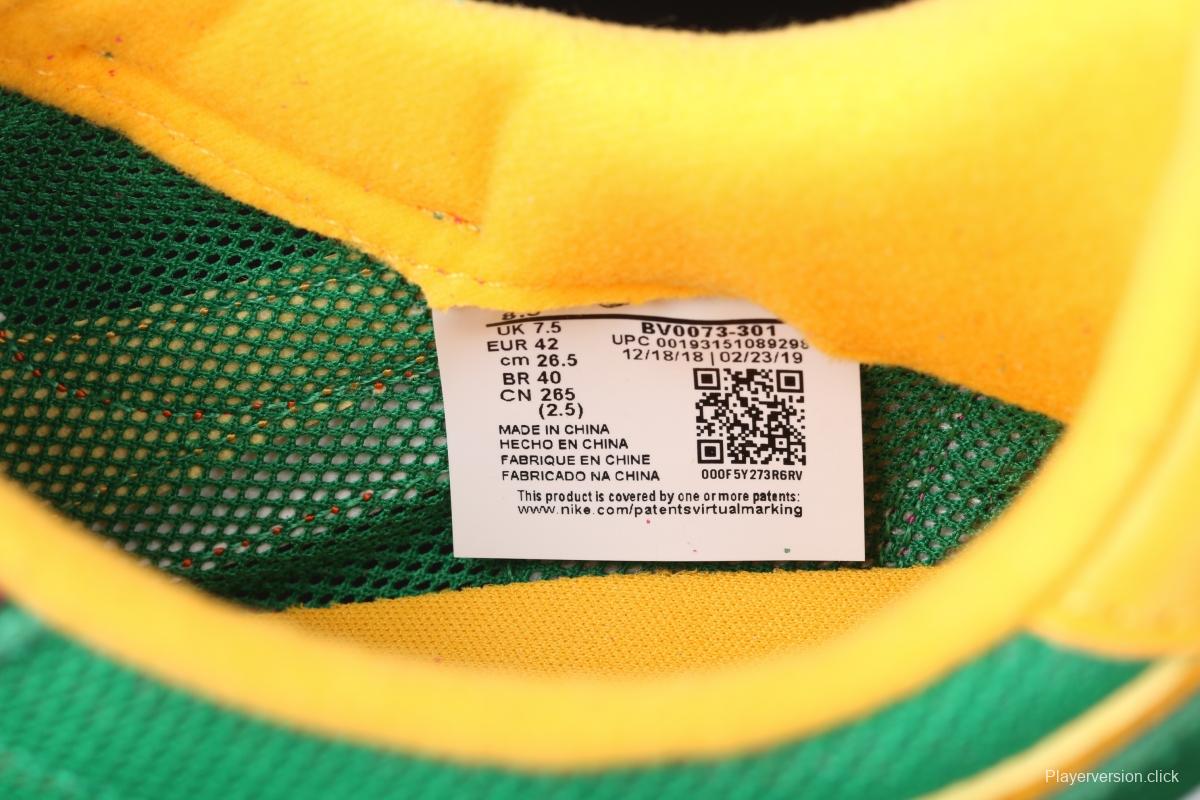 UK 7.5
EUR 42
cm 26.5
BR 40
CN 265
(2.5)
BV0073-301
UPC 00193151089298
12/18/18 | 02/23/19
000F5Y273R6RV
MADE IN CHINA
HECHO EN CHINA
FABRIQUE EN CHINE
FABRICADO NA CHINA
This product is covered by one or more patents:
www.nike.com/patentsvirtualmarking
Playerversion.click